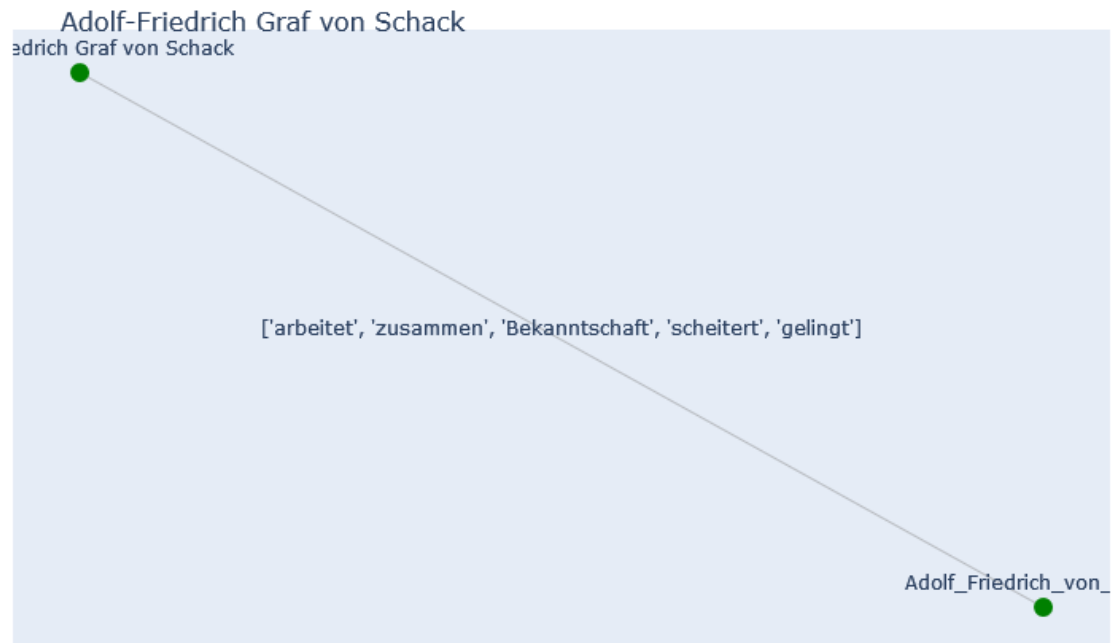 Adolf-Friedrich Graf von Schack
edrich Graf von Schack
['arbeitet', 'zusammen', 'Bekanntschaft', 'scheitert', 'gelingt']
Adolf_Friedrich_von_